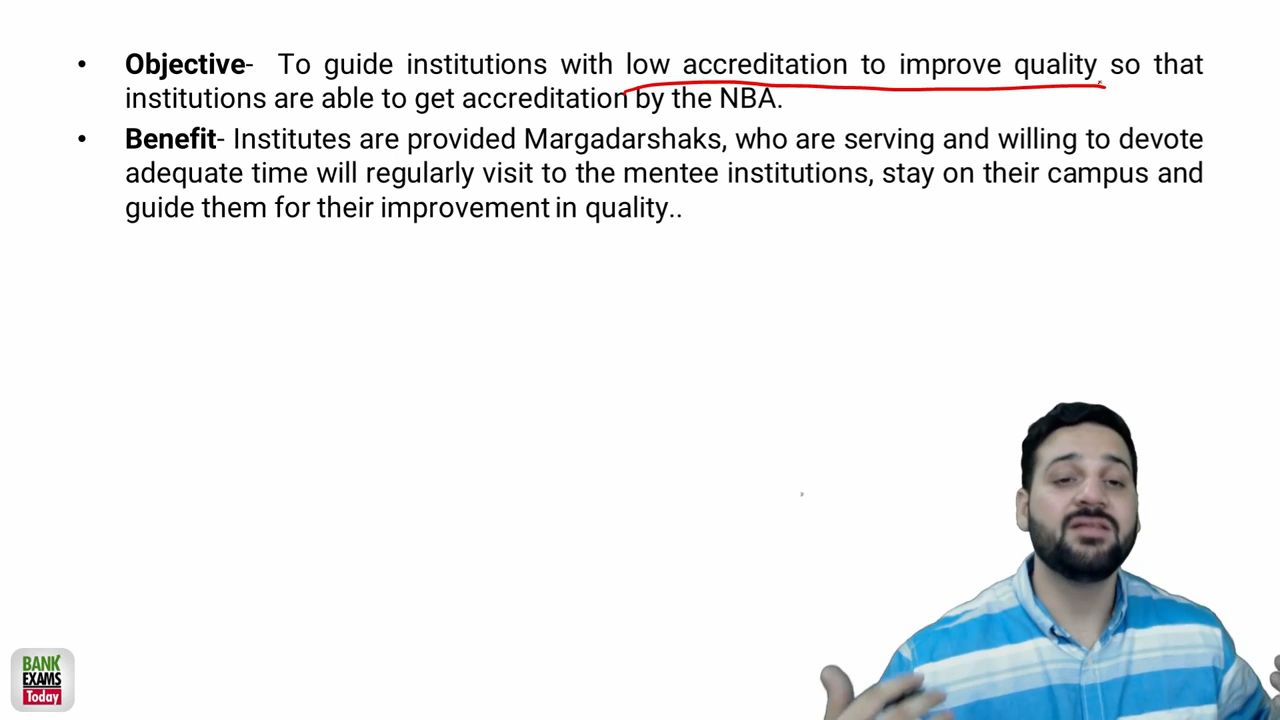 • Objective- To guide institutions with low accreditation to improve quality so that
institutions are able to get accreditation by the NBA.
• Benefit- Institutes are provided Margadarshaks, who are serving and willing to devote
adequate time will regularly visit to the mentee institutions, stay on their campus and
guide them for their improvement in quality..
BANK
EXAMS
Today